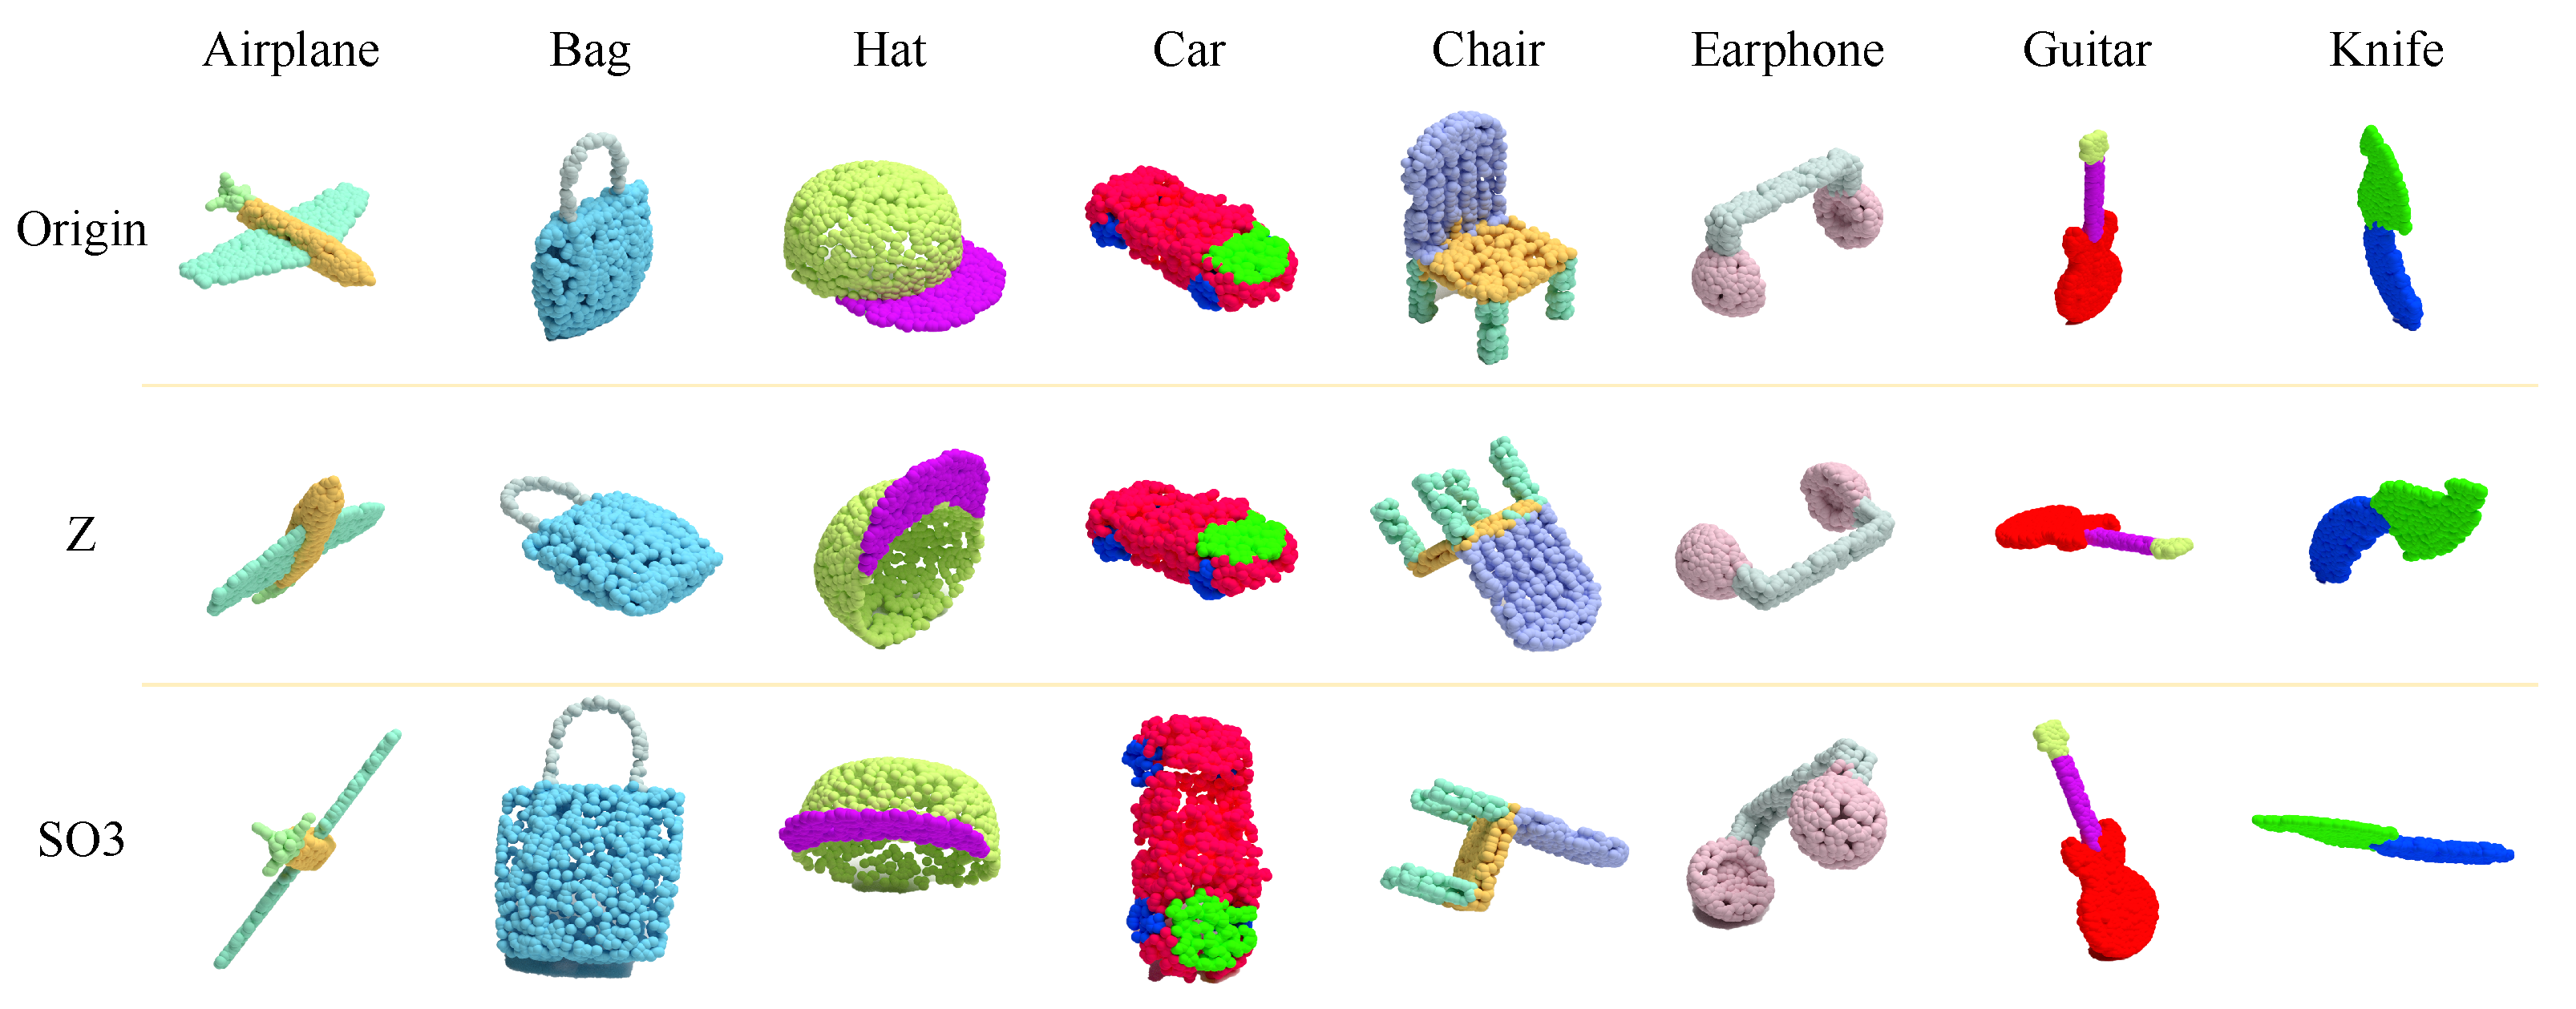 Airplane Bag Hat Car Chair Earphone Guitar Knife
Origin
Z
SO3